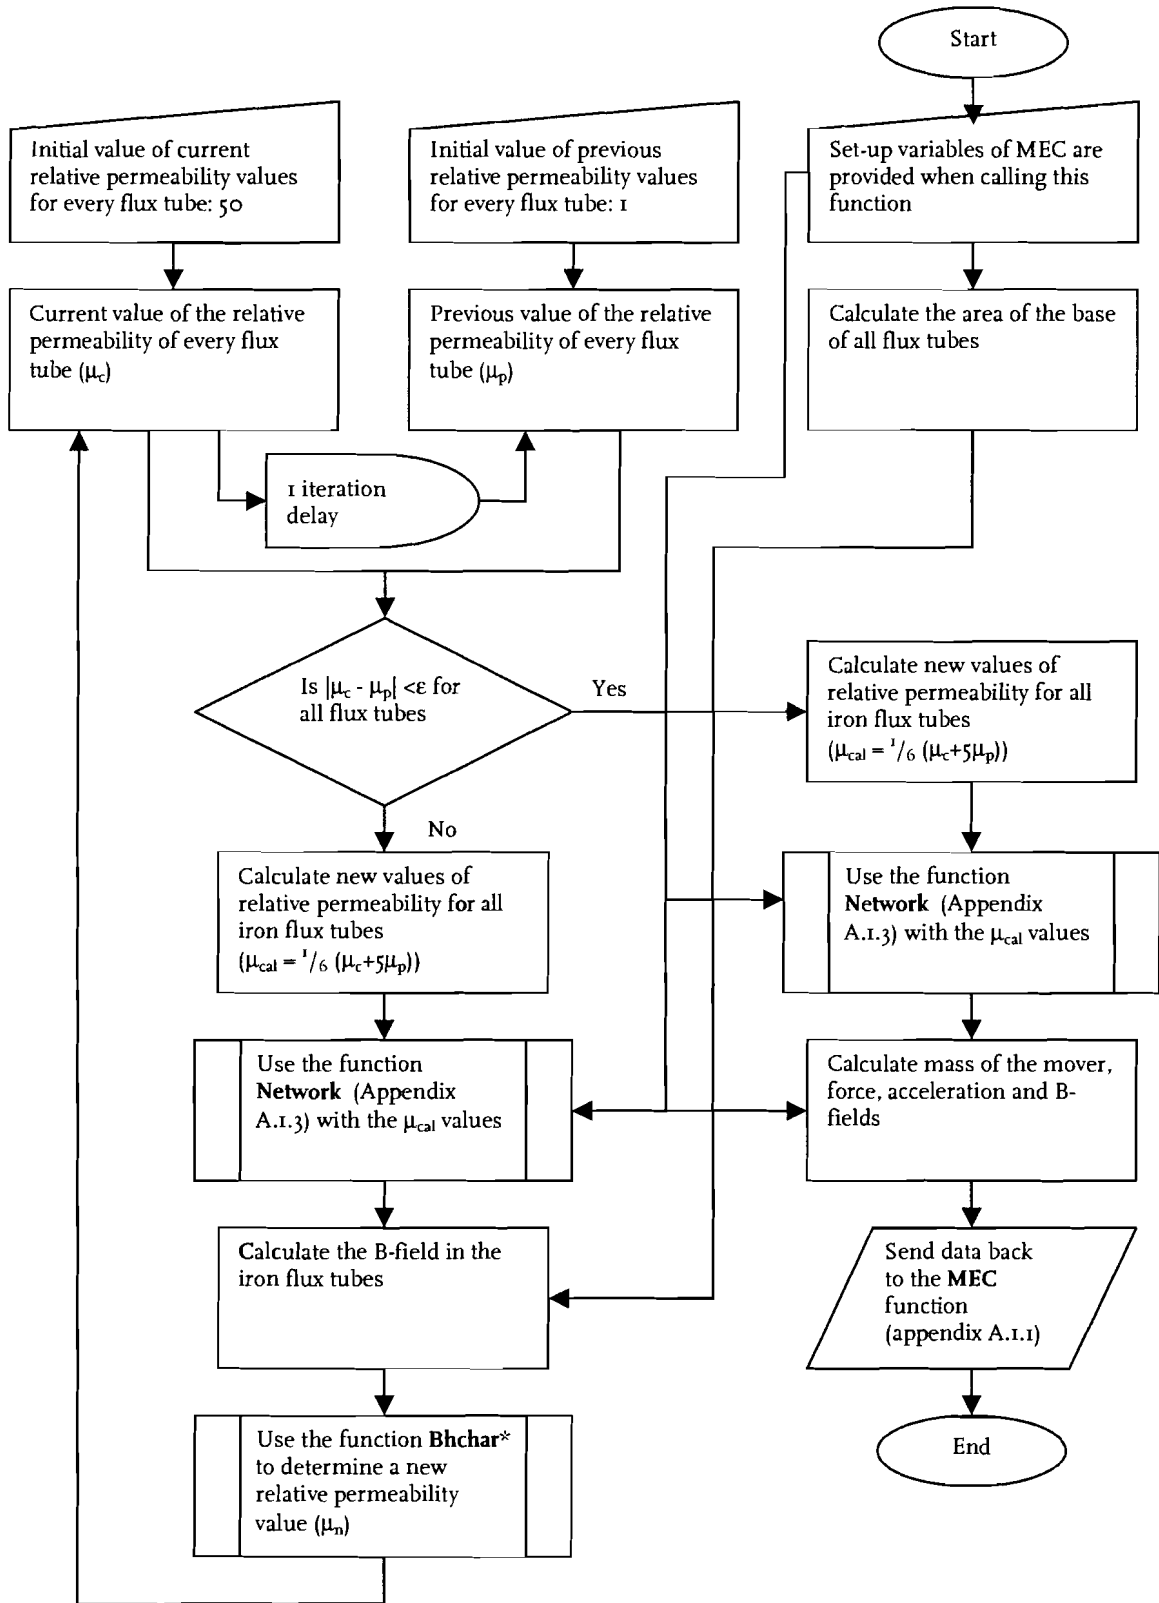 Start
Initial value of current
relative permeability values
for every flux tube: 50
Initial value of previous
relative permeability values
for every flux tube: 1
Set-up variables of MEC are
provided when calling this
function
Current value of the relative
permeability of every flux
tube (μc)
Previous value of the relative
permeability of every flux
tube (μp)
Calculate the area of the base
of all flux tubes
1 iteration
delay
Is |μc - μp| <ε for
all flux tubes
Yes
No
Calculate new values of
relative permeability for all
iron flux tubes
(μcal = 1/6 (μc+5μp))
Use the function
Network (Appendix
A.1.3) with the μcal values
Calculate new values of
relative permeability for all
iron flux tubes
(μcal = 1/6 (μc+5μp))
Use the function
Network (Appendix
A.1.3) with the μcal values
Calculate mass of the mover,
force, acceleration and B-
fields
Calculate the B-field in the
iron flux tubes
Send data back
to the MEC
function
(appendix A.1.1)
Use the function Bhchar*
to determine a new
relative permeability
value (μn)
End